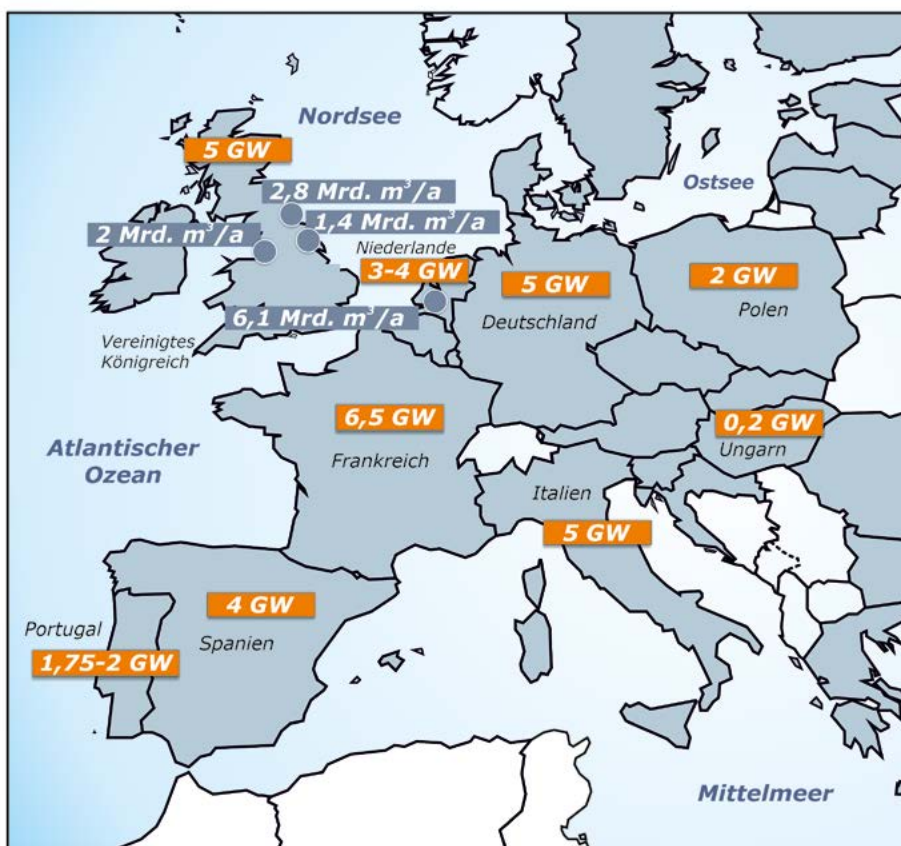 Nordsee
5 GW
Ostsee
2,8 Mrd. m³/a
1,4 Mrd. m³/a
2 Mrd. m³/a
Niederlande
3-4 GW
5 GW
2 GW
6,1 Mrd. m³/a
Deutschland
Polen
Vereinigtes
Königreich
6,5 GW
0,2 GW
Atlantischer
Ozean
Frankreich
Ungarn
Italien
5 GW
4 GW
Portugal
Spanien
1,75-2 GW
Mittelmeer